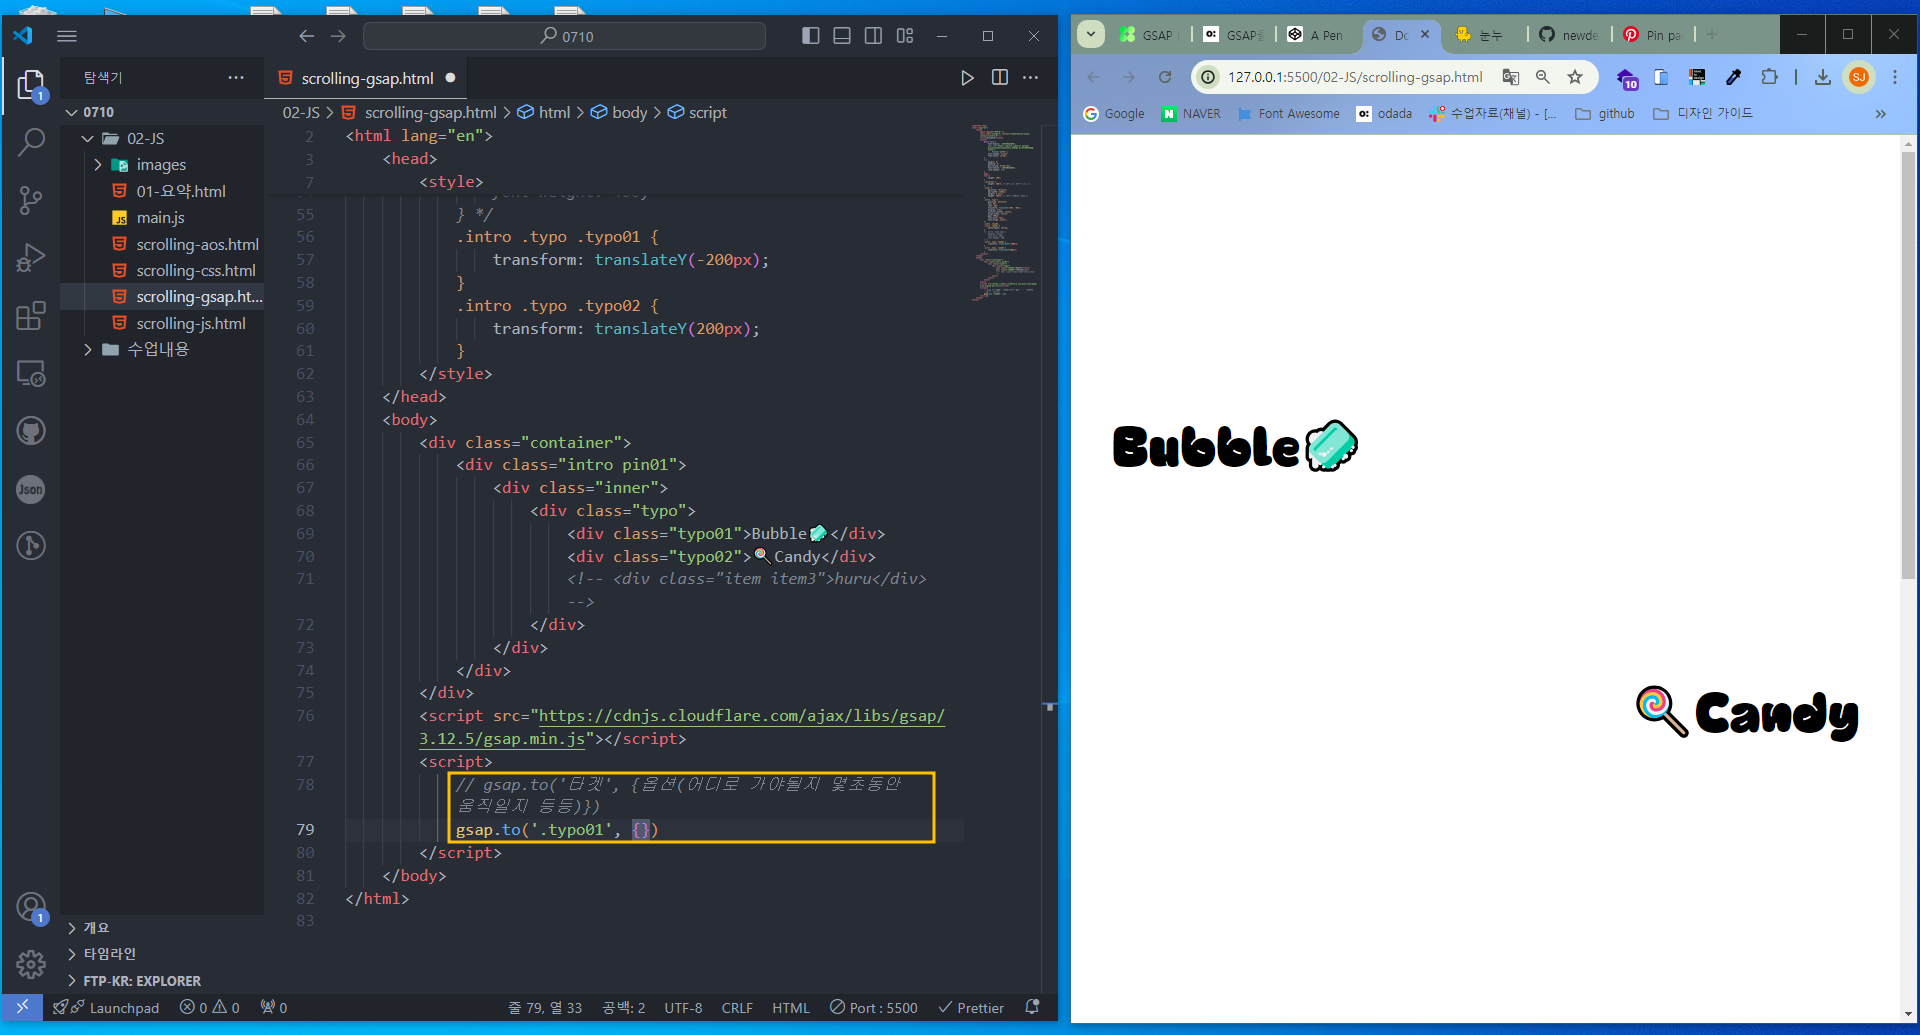 0710
탐색기
scrolling-gsap.html
0710
02-JS
images
01-요약.html
main.js
scrolling-aos.html
scrolling-css.html
scrolling-gsap.ht...
scrolling-js.html
수업내용
개요
타임라인
FTP-KR: EXPLORER
02-JS > scrolling-gsap.html > html > body > script
2 <html lang="en">
3 <head>
7 <style>
55 } */
56 .intro .typo .typo01 {
57 transform: translateY(-200px);
58 }
59 .intro .typo .typo02 {
60 transform: translateY(200px);
61 }
62 </style>
63 </head>
64 <body>
65 <div class="container">
66 <div class="intro pin01">
67 <div class="inner">
68 <div class="typo">
69 <div class="typo01">Bubble🧼</div>
70 <div class="typo02">🍭Candy</div>
71 <!-- <div class="item item3">huru</div>
-->
72 </div>
73 </div>
74 </div>
75 </div>
76 <script src="https://cdnjs.cloudflare.com/ajax/libs/gsap/
3.12.5/gsap.min.js"></script>
77 <script>
78 // gsap.to('타겟', {옵션(어디로 가야될지 몇초동안
움직일지 등등)})
79 gsap.to('.typo01', {})
80 </script>
81 </body>
82 </html>
83
1
Json
1
Launchpad 0 0 0
줄 79, 열 33 공백: 2 UTF-8 CRLF HTML Port : 5500 Prettier
GSAP GSAP A Pen Dc 눈누 newde Pin pa
127.0.0.1:5500/02-JS/scrolling-gsap.html
10
SJ
Google NAVER Font Awesome odada 수업자료(채널) - [... github 디자인 가이드
Bubble🧼
🍭Candy